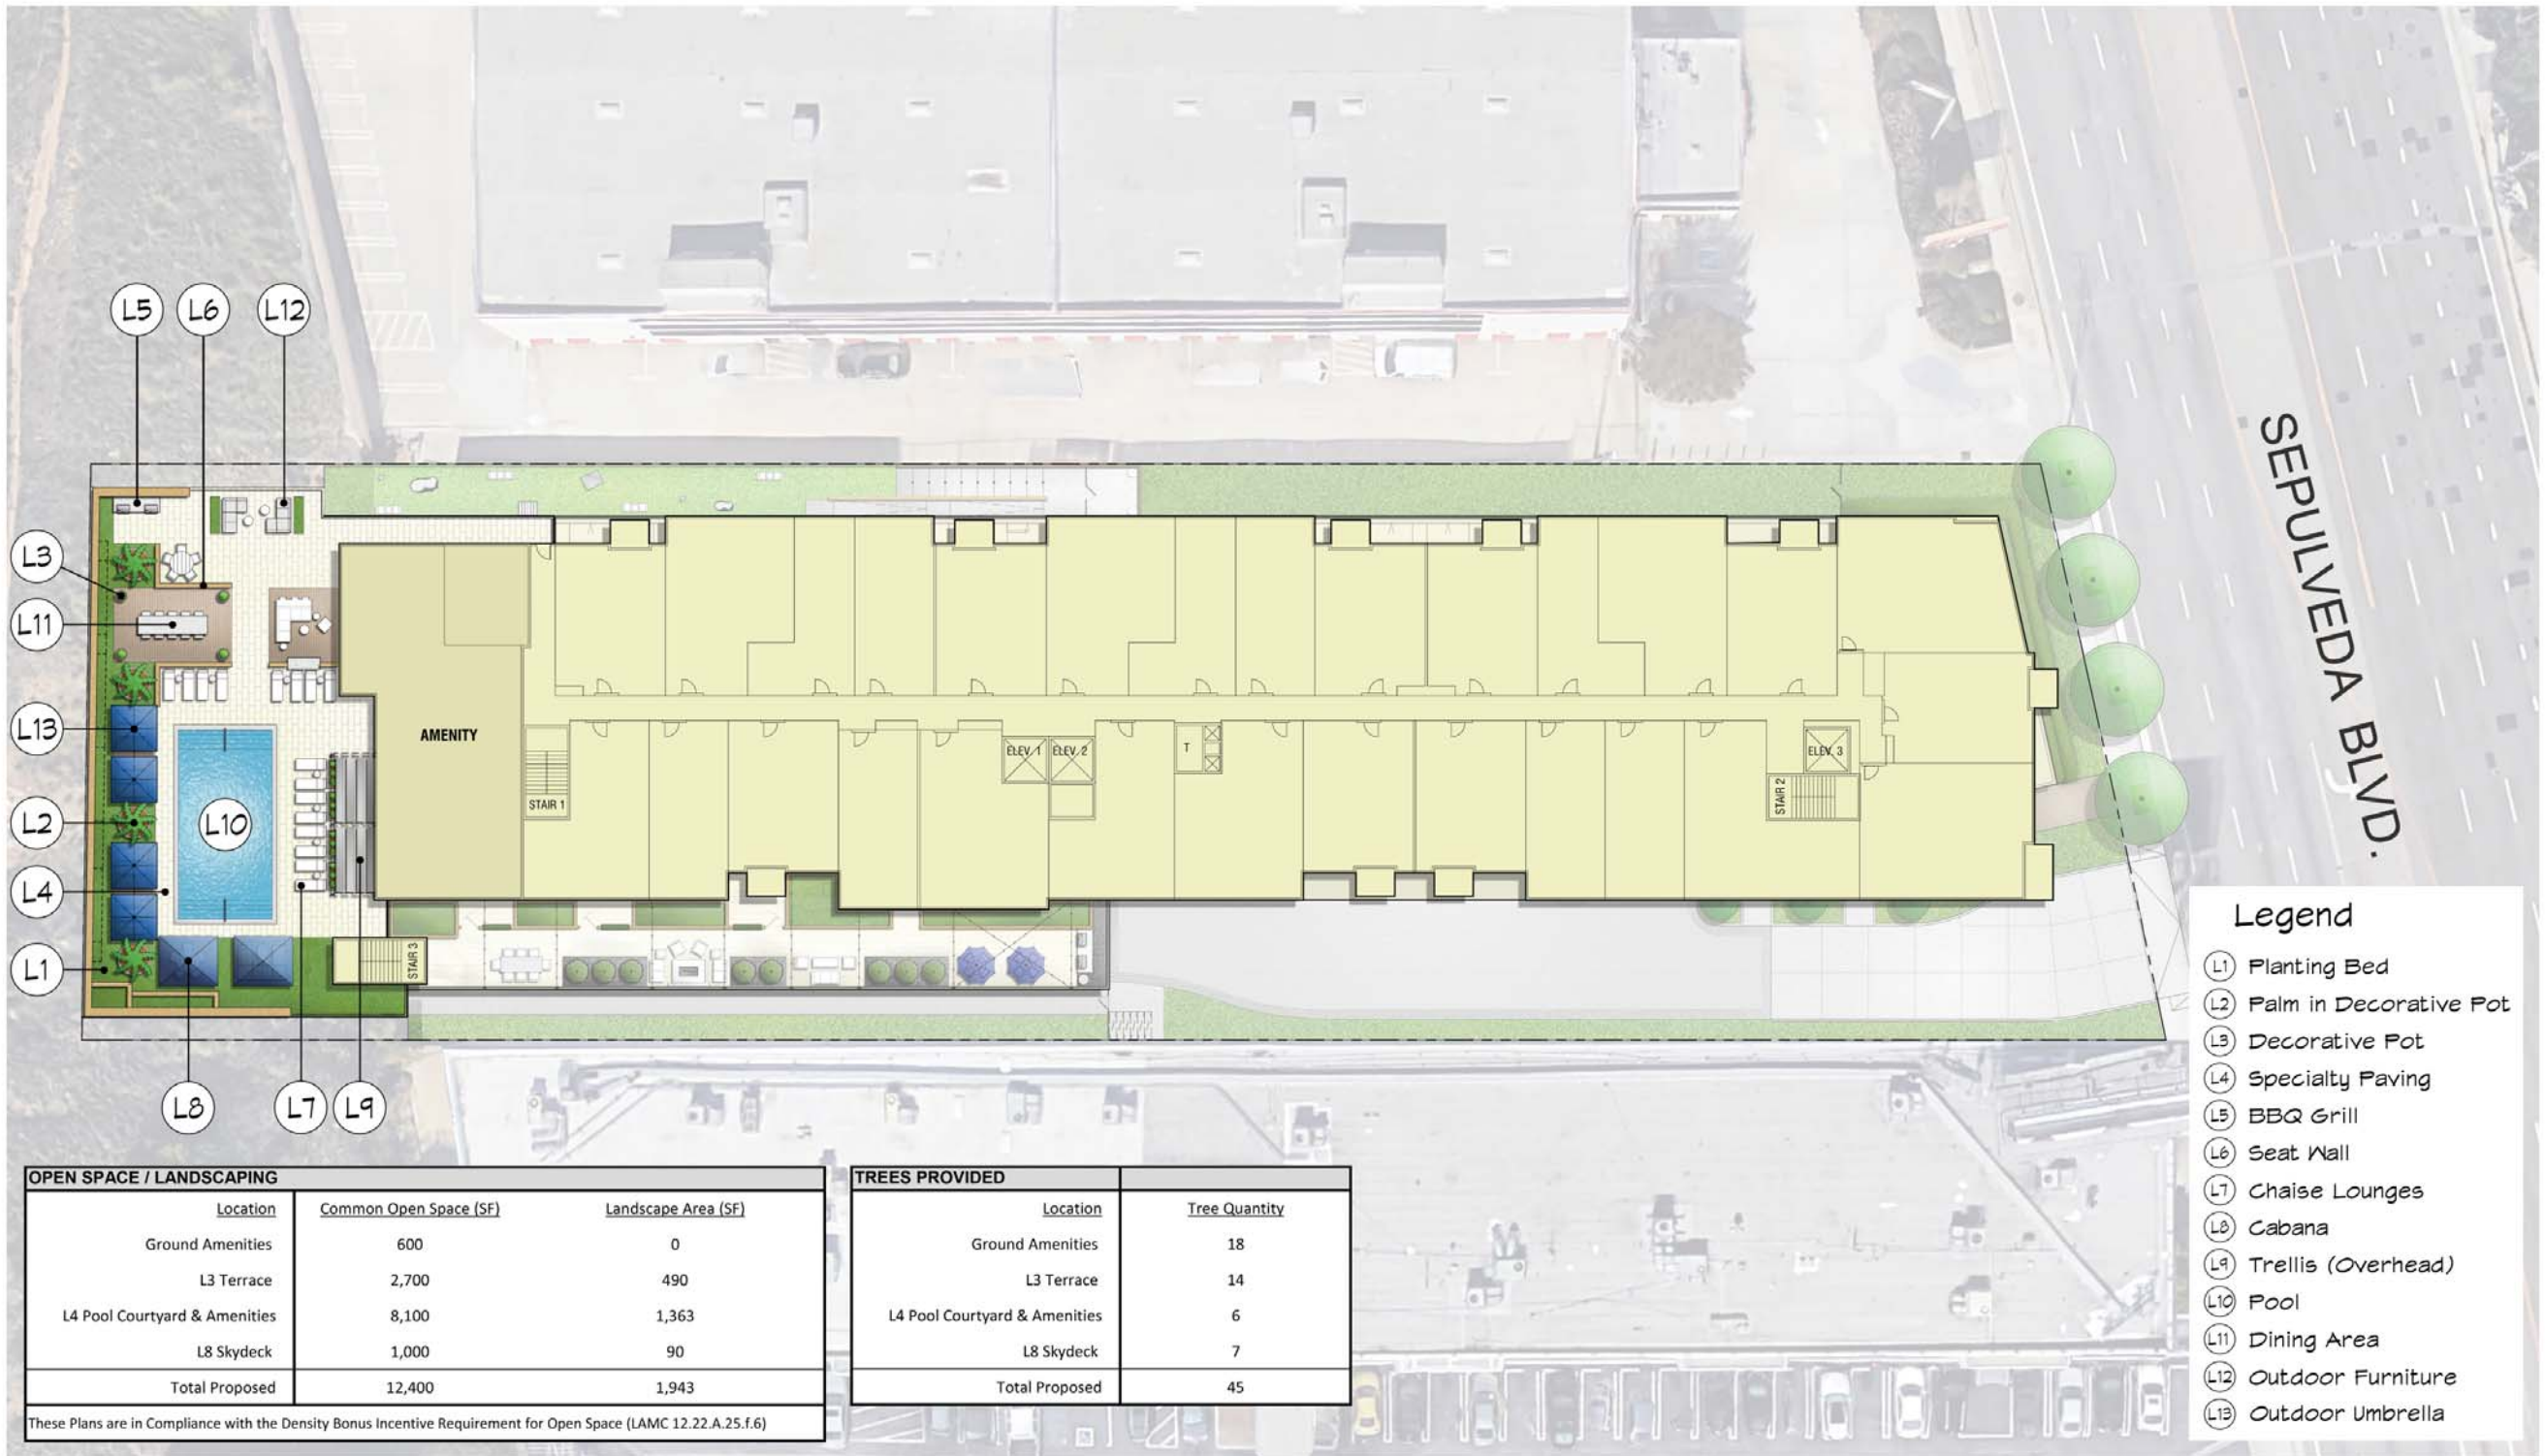 L5
L6
L12
L3
L11
L13
L2
L4
L1
L10
L8
L7
L9
AMENITY
STAIR 1
ELEV. 1
ELEV. 2
T
ELEV. 3
STAIR 2
STAIR 3
SEPULVEDA BLVD.
OPEN SPACE / LANDSCAPING
Location Common Open Space (SF) Landscape Area (SF)
Ground Amenities 600 0
L3 Terrace 2,700 490
L4 Pool Courtyard & Amenities 8,100 1,363
L8 Skydeck 1,000 90
Total Proposed 12,400 1,943
These Plans are in Compliance with the Density Bonus Incentive Requirement for Open Space (LAMC 12.22.A.25.f.6)
TREES PROVIDED
Location Tree Quantity
Ground Amenities 18
L3 Terrace 14
L4 Pool Courtyard & Amenities 6
L8 Skydeck 7
Total Proposed 45
Legend
L1 Planting Bed
L2 Palm in Decorative Pot
L3 Decorative Pot
L4 Specialty Paving
L5 BBQ Grill
L6 Seat Wall
L7 Chaise Lounges
L8 Cabana
L9 Trellis (Overhead)
L10 Pool
L11 Dining Area
L12 Outdoor Furniture
L13 Outdoor Umbrella